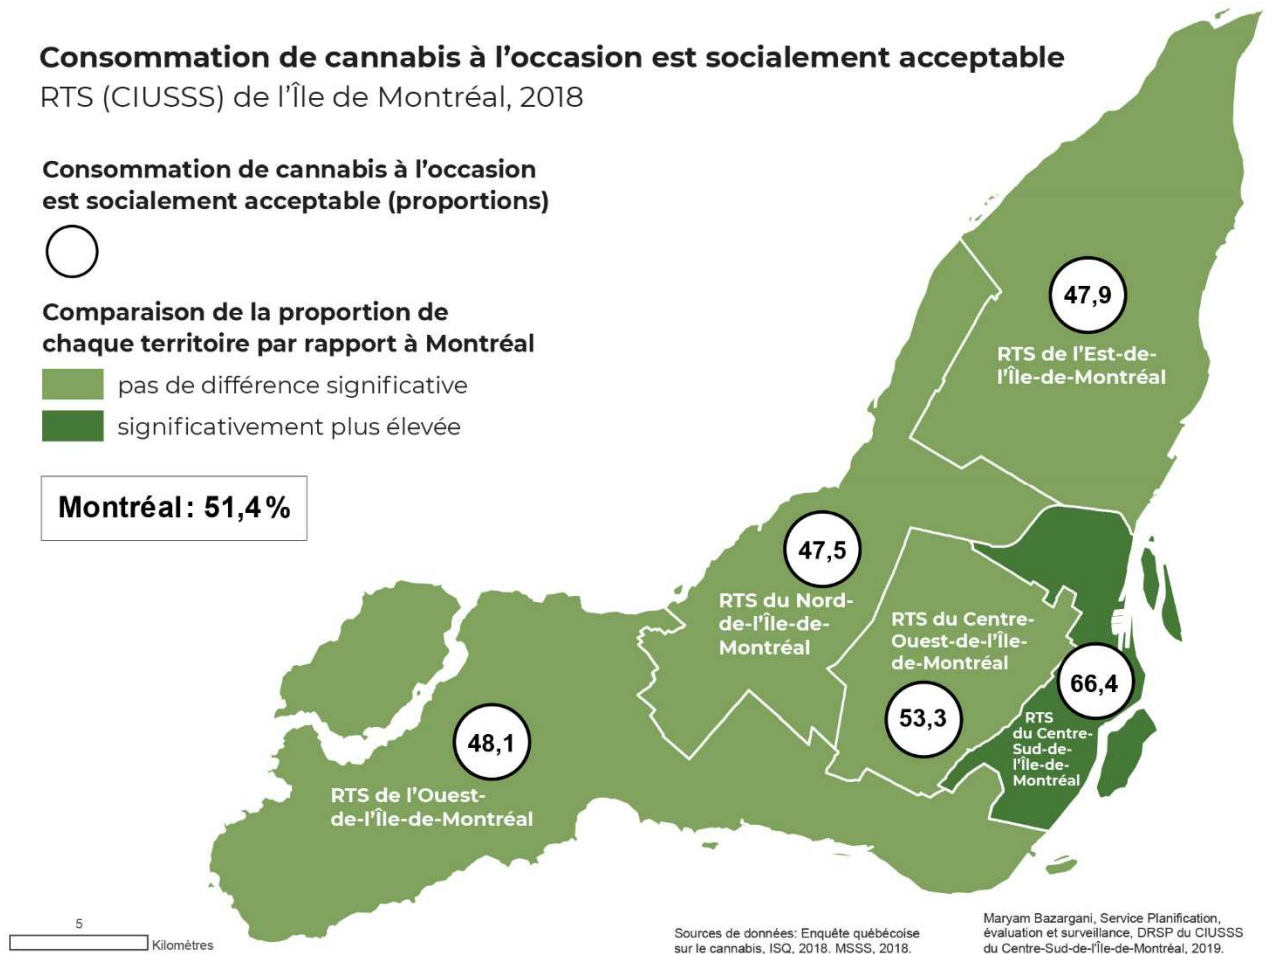 Consommation de cannabis à l'occasion est socialement acceptable
RTS (CIUSSS) de l'Île de Montréal, 2018
Consommation de cannabis à l'occasion
est socialement acceptable (proportions)
Comparaison de la proportion de
chaque territoire par rapport à Montréal
pas de différence significative
significativement plus élevée
Montréal : 51,4 %
47,9
RTS de l'Est-de-
l'Île-de-Montréal
47,5
RTS du Nord-
de-l'Île-de-
Montréal
RTS du Centre-
Ouest-de-l'Île-
de-Montréal
53,3
66,4
RTS
du Centre-
Sud-de-
l'Île-de-
Montréal
48,1
RTS de l'Ouest-
de-l'Île-de-Montréal
5
Kilomètres
Sources de données: Enquête québécoise
sur le cannabis, ISQ, 2018. MSSS, 2018.
Maryam Bazargani, Service Planification,
évaluation et surveillance, DRSP du CIUSSS
du Centre-Sud-de-l'Île-de-Montréal, 2019.